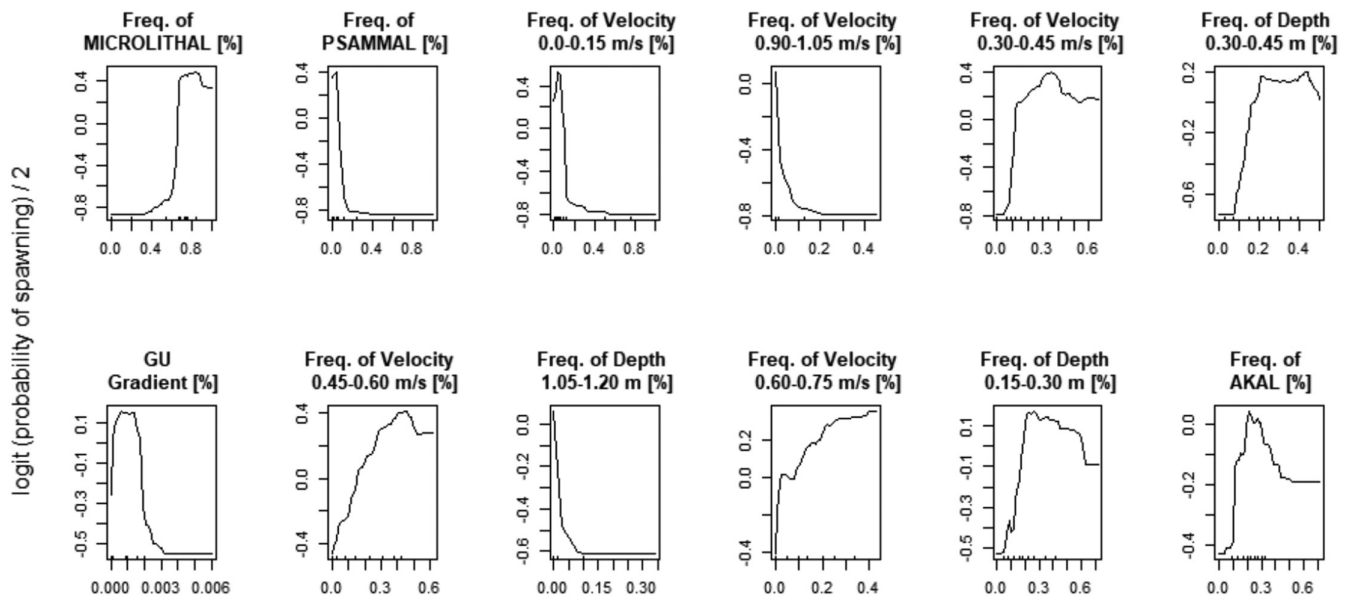 Freq. of
MICROLITHAL [%]
Freq. of
PSAMMAL [%]
Freq. of Velocity
0.0-0.15 m/s [%]
Freq. of Velocity
0.90-1.05 m/s [%]
Freq. of Velocity
0.30-0.45 m/s [%]
Freq. of Depth
0.30-0.45 m [%]
logit (probability of spawning) / 2
0.4
0.0
-0.4
-0.8
0.0 0.4 0.8
0.4
0.0
-0.4
-0.8
0.0 0.4 0.8
0.4
0.0
-0.4
-0.8
0.0 0.4 0.8
0.0
-0.4
-0.8
0.0 0.2 0.4
0.4
0.0
-0.4
-0.8
0.0 0.3 0.6
0.2
-0.2
-0.6
0.0 0.2 0.4
GU
Gradient [%]
Freq. of Velocity
0.45-0.60 m/s [%]
Freq. of Depth
1.05-1.20 m [%]
Freq. of Velocity
0.60-0.75 m/s [%]
Freq. of Depth
0.15-0.30 m [%]
Freq. of
AKAL [%]
0.1
-0.1
-0.3
-0.5
0.000 0.003 0.006
0.4
0.0
-0.4
0.0 0.2 0.4 0.6
0.0
-0.2
-0.4
-0.6
0.00 0.15 0.30
0.2
0.0
-0.4
0.0 0.2 0.4
0.1
-0.1
-0.3
-0.5
0.0 0.3 0.6
0.0
-0.2
-0.4
0.0 0.3 0.6